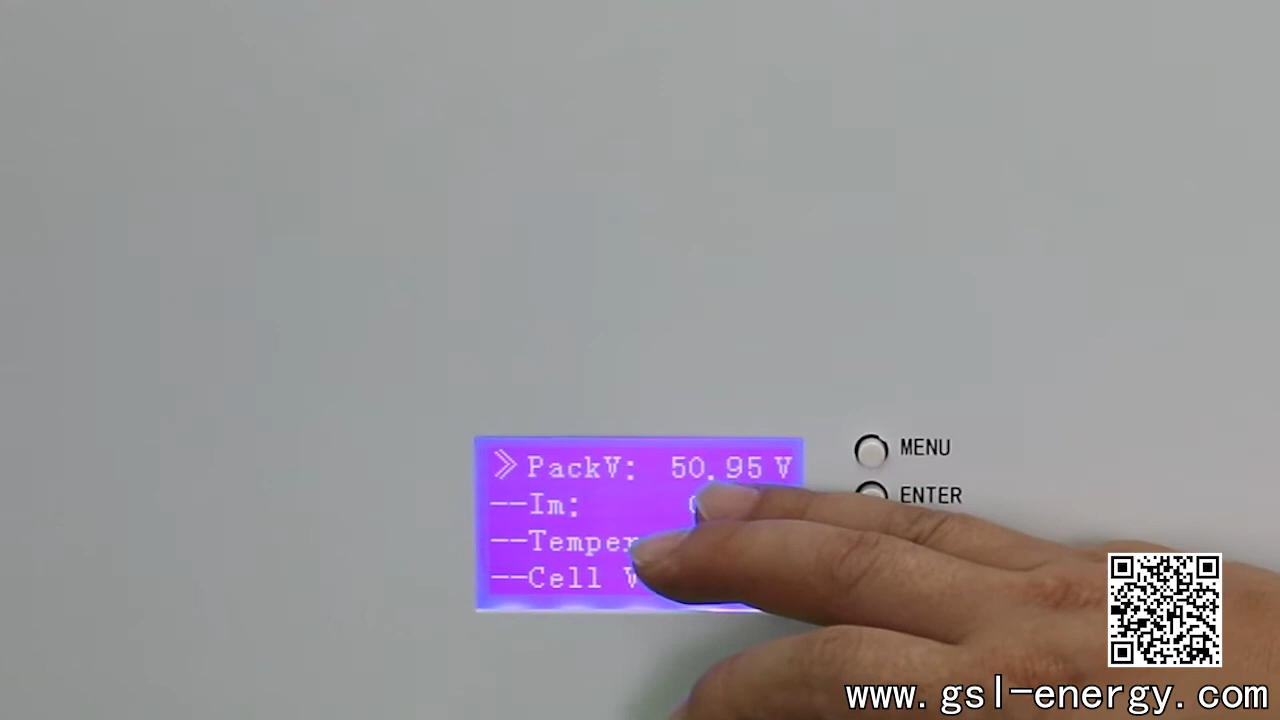 ≫PackV: 50.95 V
--Im:
--Temper
--Cell V
MENU
ENTER
www.gsl-energy.com